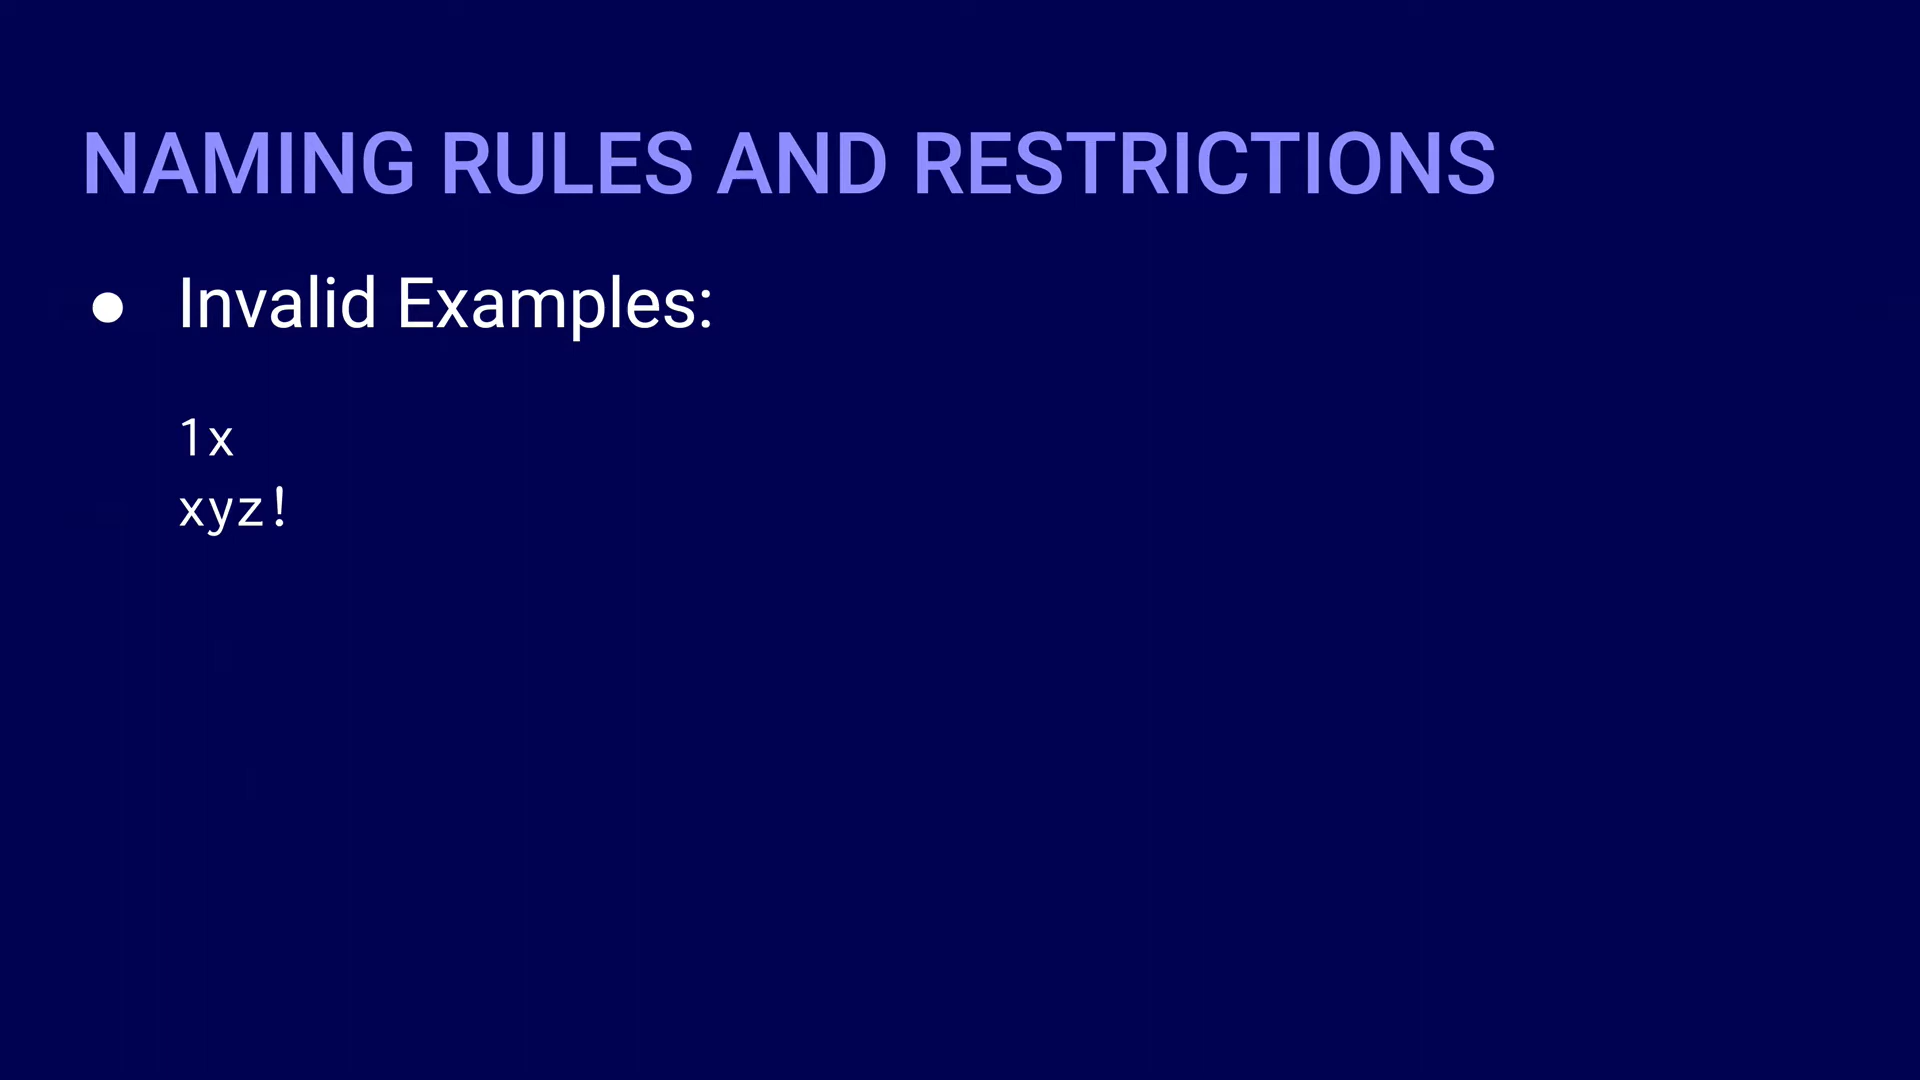 NAMING RULES AND RESTRICTIONS
● Invalid Examples:
1x
xyz!